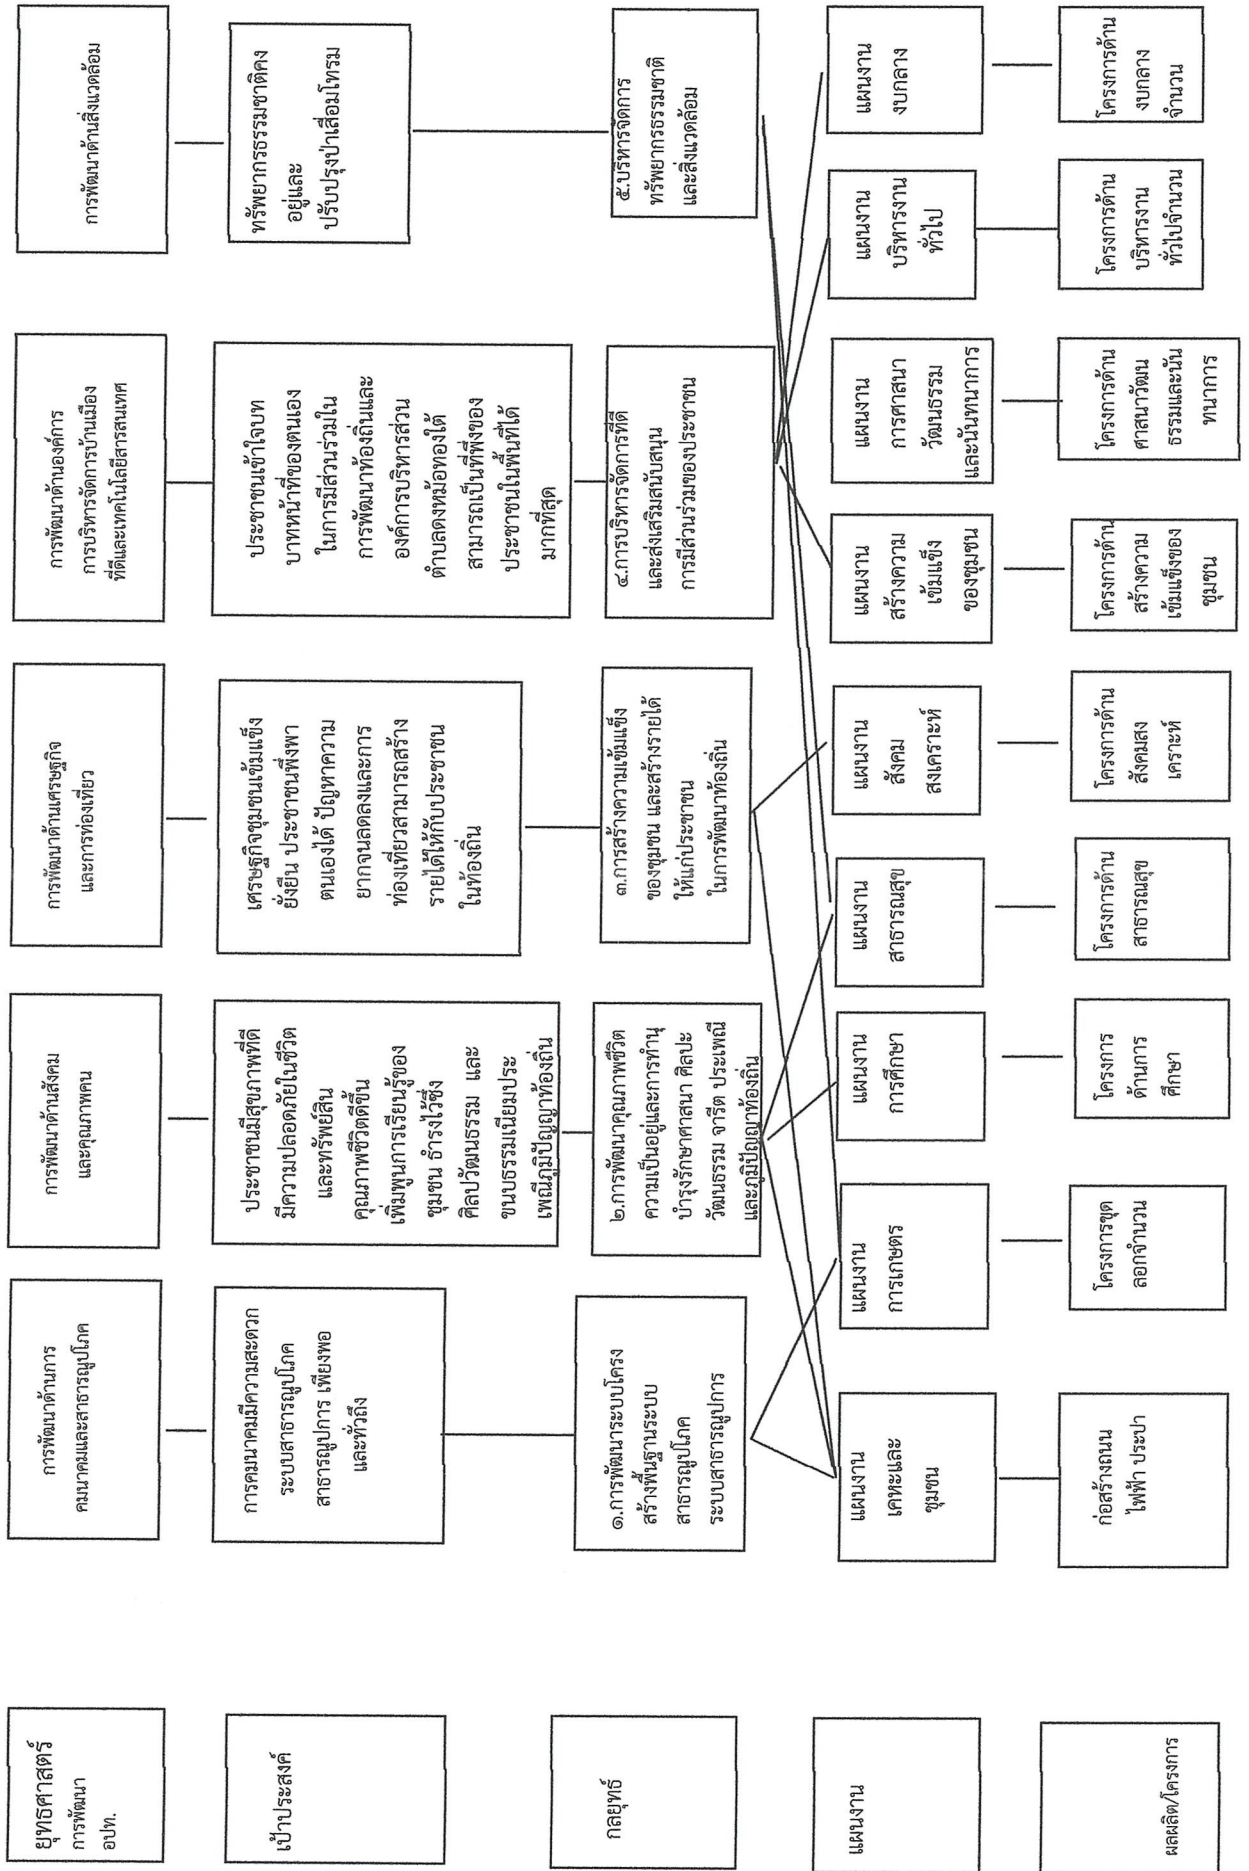 ยุทธศาสตร์
การพัฒนา
อปท.
การพัฒนาด้านการ
คมนาคมและสาธารณูปโภค
การพัฒนาด้านสังคม
และคุณภาพคน
การพัฒนาด้านเศรษฐกิจ
และการท่องเที่ยว
การพัฒนาด้านองค์การ
การบริหารจัดการบ้านเมือง
ที่ดีและเทคโนโลยีสารสนเทศ
การพัฒนาด้านสิ่งแวดล้อม
เป้าประสงค์
การคมนาคมมีความสะดวก
ระบบสาธารณูปโภค
สาธารณูปการ เพียงพอ
และทั่วถึง
ประชาชนมีสุขภาพที่ดี
มีความปลอดภัยในชีวิต
และทรัพย์สิน
คุณภาพชีวิตดีขึ้น
เพิ่มพูนการเรียนรู้ของ
ชุมชน ธำรงไว้ซึ่ง
ศิลปวัฒนธรรม และ
ขนบธรรมเนียมประ
เพณีภูมิปัญญาท้องถิ่น
เศรษฐกิจชุมชนเข้มแข็ง
ยั่งยืน ประชาชนพึ่งพา
ตนเองได้ ปัญหาความ
ยากจนลดลงและการ
ท่องเที่ยวสามารถสร้าง
รายได้ให้กับประชาชน
ในท้องถิ่น
ประชาชนเข้าใจบท
บาทหน้าที่ของตนเอง
ในการมีส่วนร่วมใน
การพัฒนาท้องถิ่นและ
องค์การบริหารส่วน
ตำบลดงหม้อทองใต้
สามารถเป็นที่พึ่งของ
ประชาชนในพื้นที่ได้
มากที่สุด
ทรัพยากรธรรมชาติคง
อยู่และ
ปรับปรุงป่าเสื่อมโทรม
กลยุทธ์
๑.การพัฒนาระบบโครง
สร้างพื้นฐานระบบ
สาธารณูปโภค
ระบบสาธารณูปการ
๒.การพัฒนาคุณภาพชีวิต
ความเป็นอยู่และการทำนุ
บำรุงรักษาศาสนา ศิลปะ
วัฒนธรรม จารีต ประเพณี
และภูมิปัญญาท้องถิ่น
๓.การสร้างความเข้มแข็ง
ของชุมชน และสร้างรายได้
ให้แก่ประชาชน
ในการพัฒนาท้องถิ่น
๔.การบริหารจัดการที่ดี
และส่งเสริมสนับสนุน
การมีส่วนร่วมของประชาชน
๕.บริหารจัดการ
ทรัพยากรธรรมชาติ
และสิ่งแวดล้อม
แผนงาน
แผนงาน
เคหะและ
ชุมชน
แผนงาน
การเกษตร
แผนงาน
การศึกษา
แผนงาน
สาธารณสุข
แผนงาน
สังคม
สงเคราะห์
แผนงาน
สร้างความ
เข้มแข็ง
ของชุมชน
แผนงาน
การศาสนา
วัฒนธรรม
และนันทนาการ
แผนงาน
บริหารงาน
ทั่วไป
แผนงาน
งบกลาง
ผลผลิต/โครงการ
ก่อสร้างถนน
ไฟฟ้า ประปา
โครงการขุด
ลอกจำนวน
โครงการ
ด้านการ
ศึกษา
โครงการด้าน
สาธารณสุข
โครงการด้าน
สังคมสง
เคราะห์
โครงการด้าน
สร้างความ
เข้มแข็งของ
ชุมชน
โครงการด้าน
ศาสนาวัฒน
ธรรมและนัน
ทนาการ
โครงการด้าน
บริหารงาน
ทั่วไปจำนวน
โครงการด้าน
งบกลาง
จำนวน